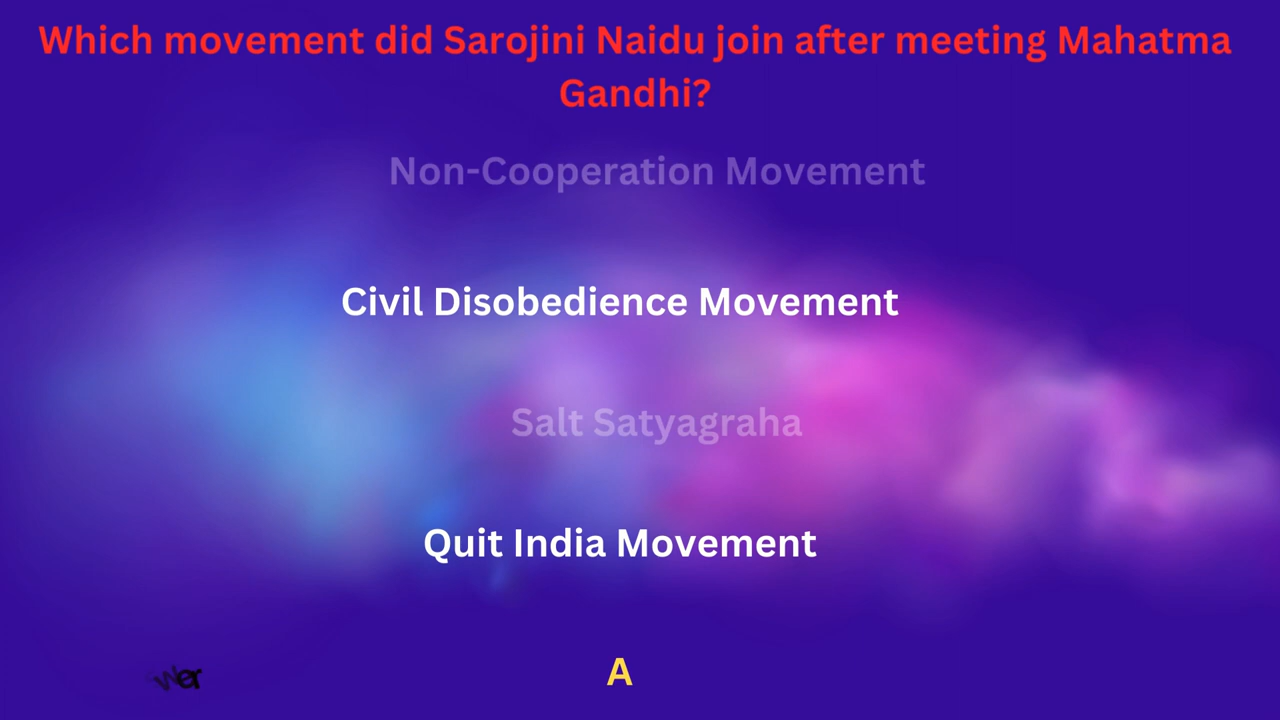 Which movement did Sarojini Naidu join after meeting Mahatma
Gandhi?
Non-Cooperation Movement
Civil Disobedience Movement
Salt Satyagraha
Quit India Movement
wer
A